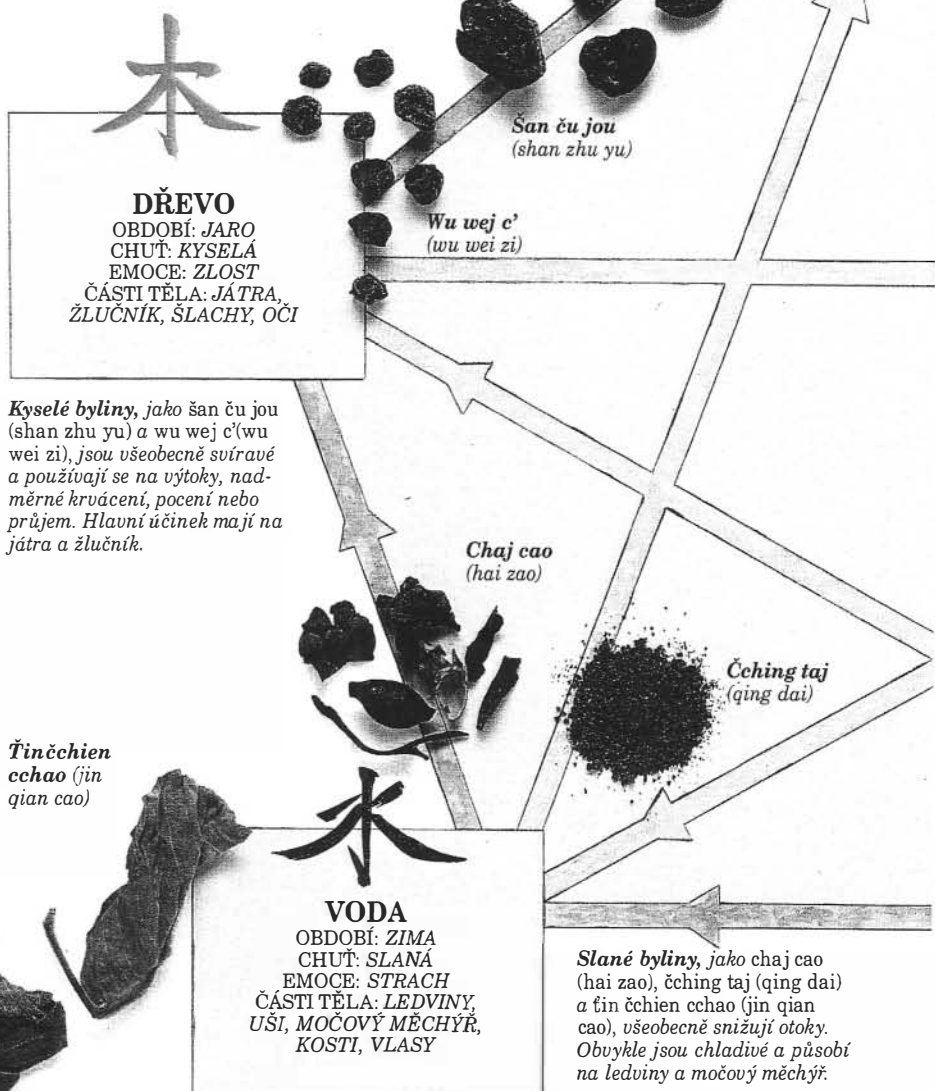 木
Šan ču jou
(shan zhu yu)
DŘEVO
OBDOBÍ: JARO
CHUŤ: KYSELÁ
EMOCE: ZLOST
ČÁSTI TĚLA: JÁTRA,
ŽLUČNÍK, ŠLACHY, OČI
Wu wej c’
(wu wei zi)
Kyselé byliny, jako šan ču jou
(shan zhu yu) a wu wej c’(wu
wei zi), jsou všeobecně svíravé
a používají se na výtoky, nad-
měrné krvácení, pocení nebo
průjem. Hlavní účinek mají na
játra a žlučník.
Chaj cao
(hai zao)
Čching taj
(qing dai)
Ťinčchien
cchao (jin
qian cao)
水
VODA
OBDOBÍ: ZIMA
CHUŤ: SLANÁ
EMOCE: STRACH
ČÁSTI TĚLA: LEDVINY,
UŠI, MOČOVÝ MĚCHÝŘ,
KOSTI, VLASY
Slané byliny, jako chaj cao
(hai zao), čching taj (qing dai)
a ťin čchien cchao (jin qian
cao), všeobecně snižují otoky.
Obvykle jsou chladivé a působí
na ledviny a močový měchýř.